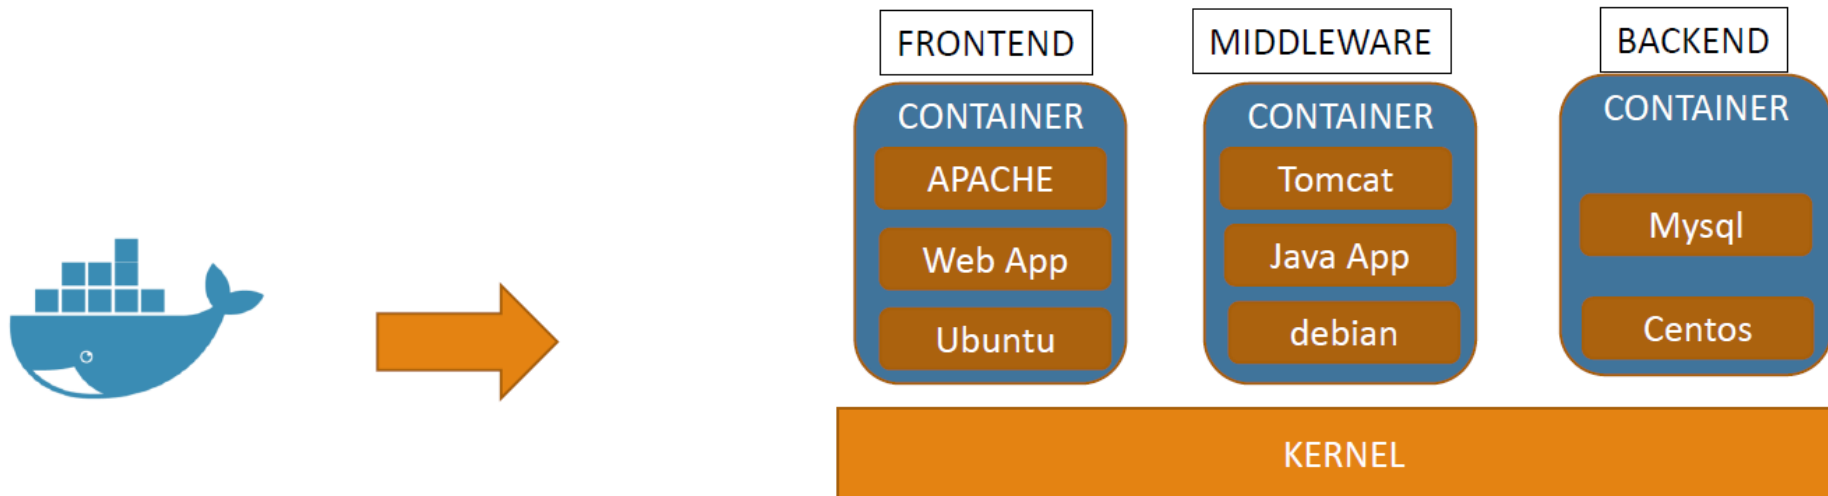 FRONTEND
CONTAINER
APACHE
Web App
Ubuntu
MIDDLEWARE
CONTAINER
Tomcat
Java App
debian
BACKEND
CONTAINER
Mysql
Centos
KERNEL